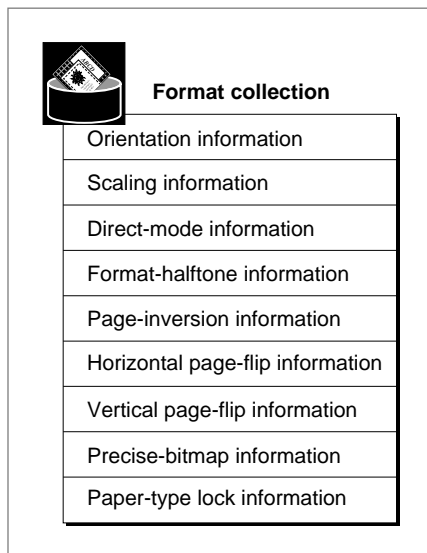 ABCD
Format collection
Orientation information
Scaling information
Direct-mode information
Format-halftone information
Page-inversion information
Horizontal page-flip information
Vertical page-flip information
Precise-bitmap information
Paper-type lock information